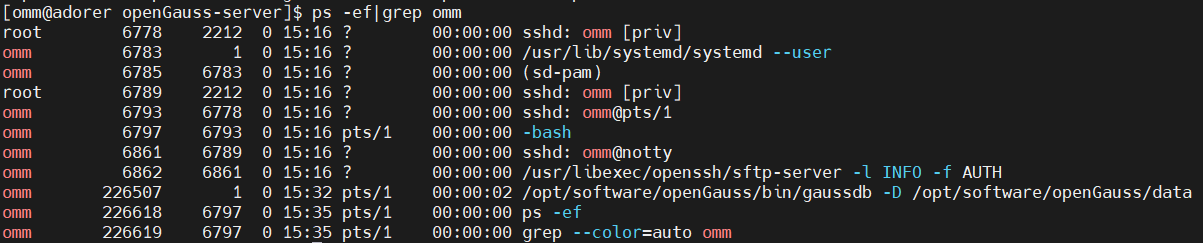 [omm@adorer openGauss-server]$ ps -ef|grep omm
root 6778 2212 0 15:16 ? 00:00:00 sshd: omm [priv]
omm 6783 1 0 15:16 ? 00:00:00 /usr/lib/systemd/systemd --user
omm 6785 6783 0 15:16 ? 00:00:00 (sd-pam)
root 6789 2212 0 15:16 ? 00:00:00 sshd: omm [priv]
omm 6793 6778 0 15:16 ? 00:00:00 sshd: omm@pts/1
omm 6797 6793 0 15:16 pts/1 00:00:00 -bash
omm 6861 6789 0 15:16 ? 00:00:00 sshd: omm@notty
omm 6862 6861 0 15:16 ? 00:00:00 /usr/libexec/openssh/sftp-server -l INFO -f AUTH
omm 226507 1 0 15:32 pts/1 00:00:02 /opt/software/openGauss/bin/gaussdb -D /opt/software/openGauss/data
omm 226618 6797 0 15:35 pts/1 00:00:00 ps -ef
omm 226619 6797 0 15:35 pts/1 00:00:00 grep --color=auto omm